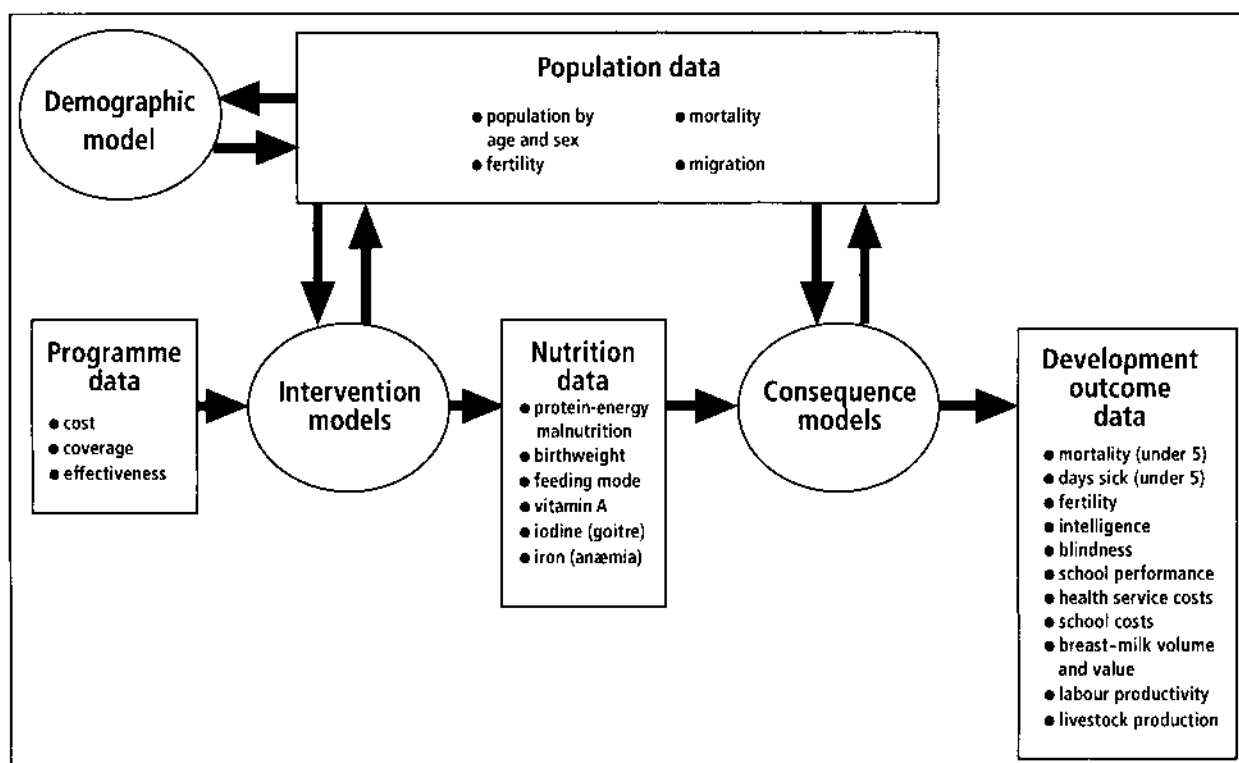 Demographic
model
Population data
● population by
age and sex
● fertility
● mortality
● migration
Programme
data
● cost
● coverage
● effectiveness
Intervention
models
Nutrition
data
● protein-energy
malnutrition
● birthweight
● feeding mode
● vitamin A
● iodine (goitre)
● iron (anæmia)
Consequence
models
Development
outcome
data
● mortality (under 5)
● days sick (under 5)
● fertility
● intelligence
● blindness
● school performance
● health service costs
● school costs
● breast-milk volume
and value
● labour productivity
● livestock production